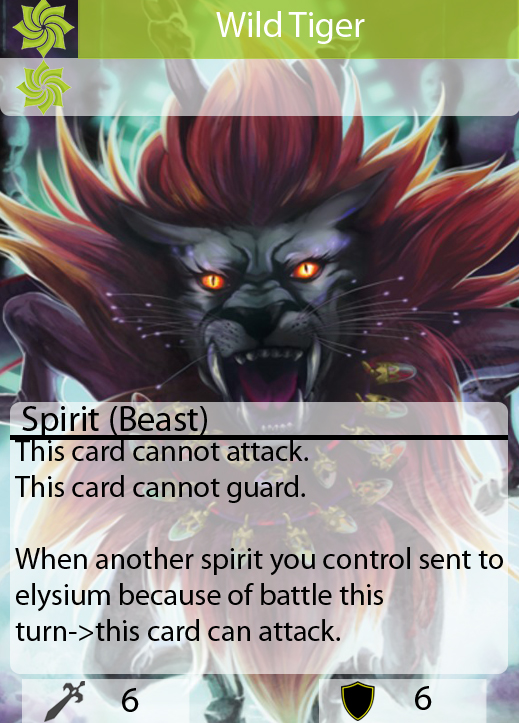 Wild Tiger
Spirit (Beast)
This card cannot attack.
This card cannot guard.
When another spirit you control sent to
elysium because of battle this
turn->this card can attack.
6
6